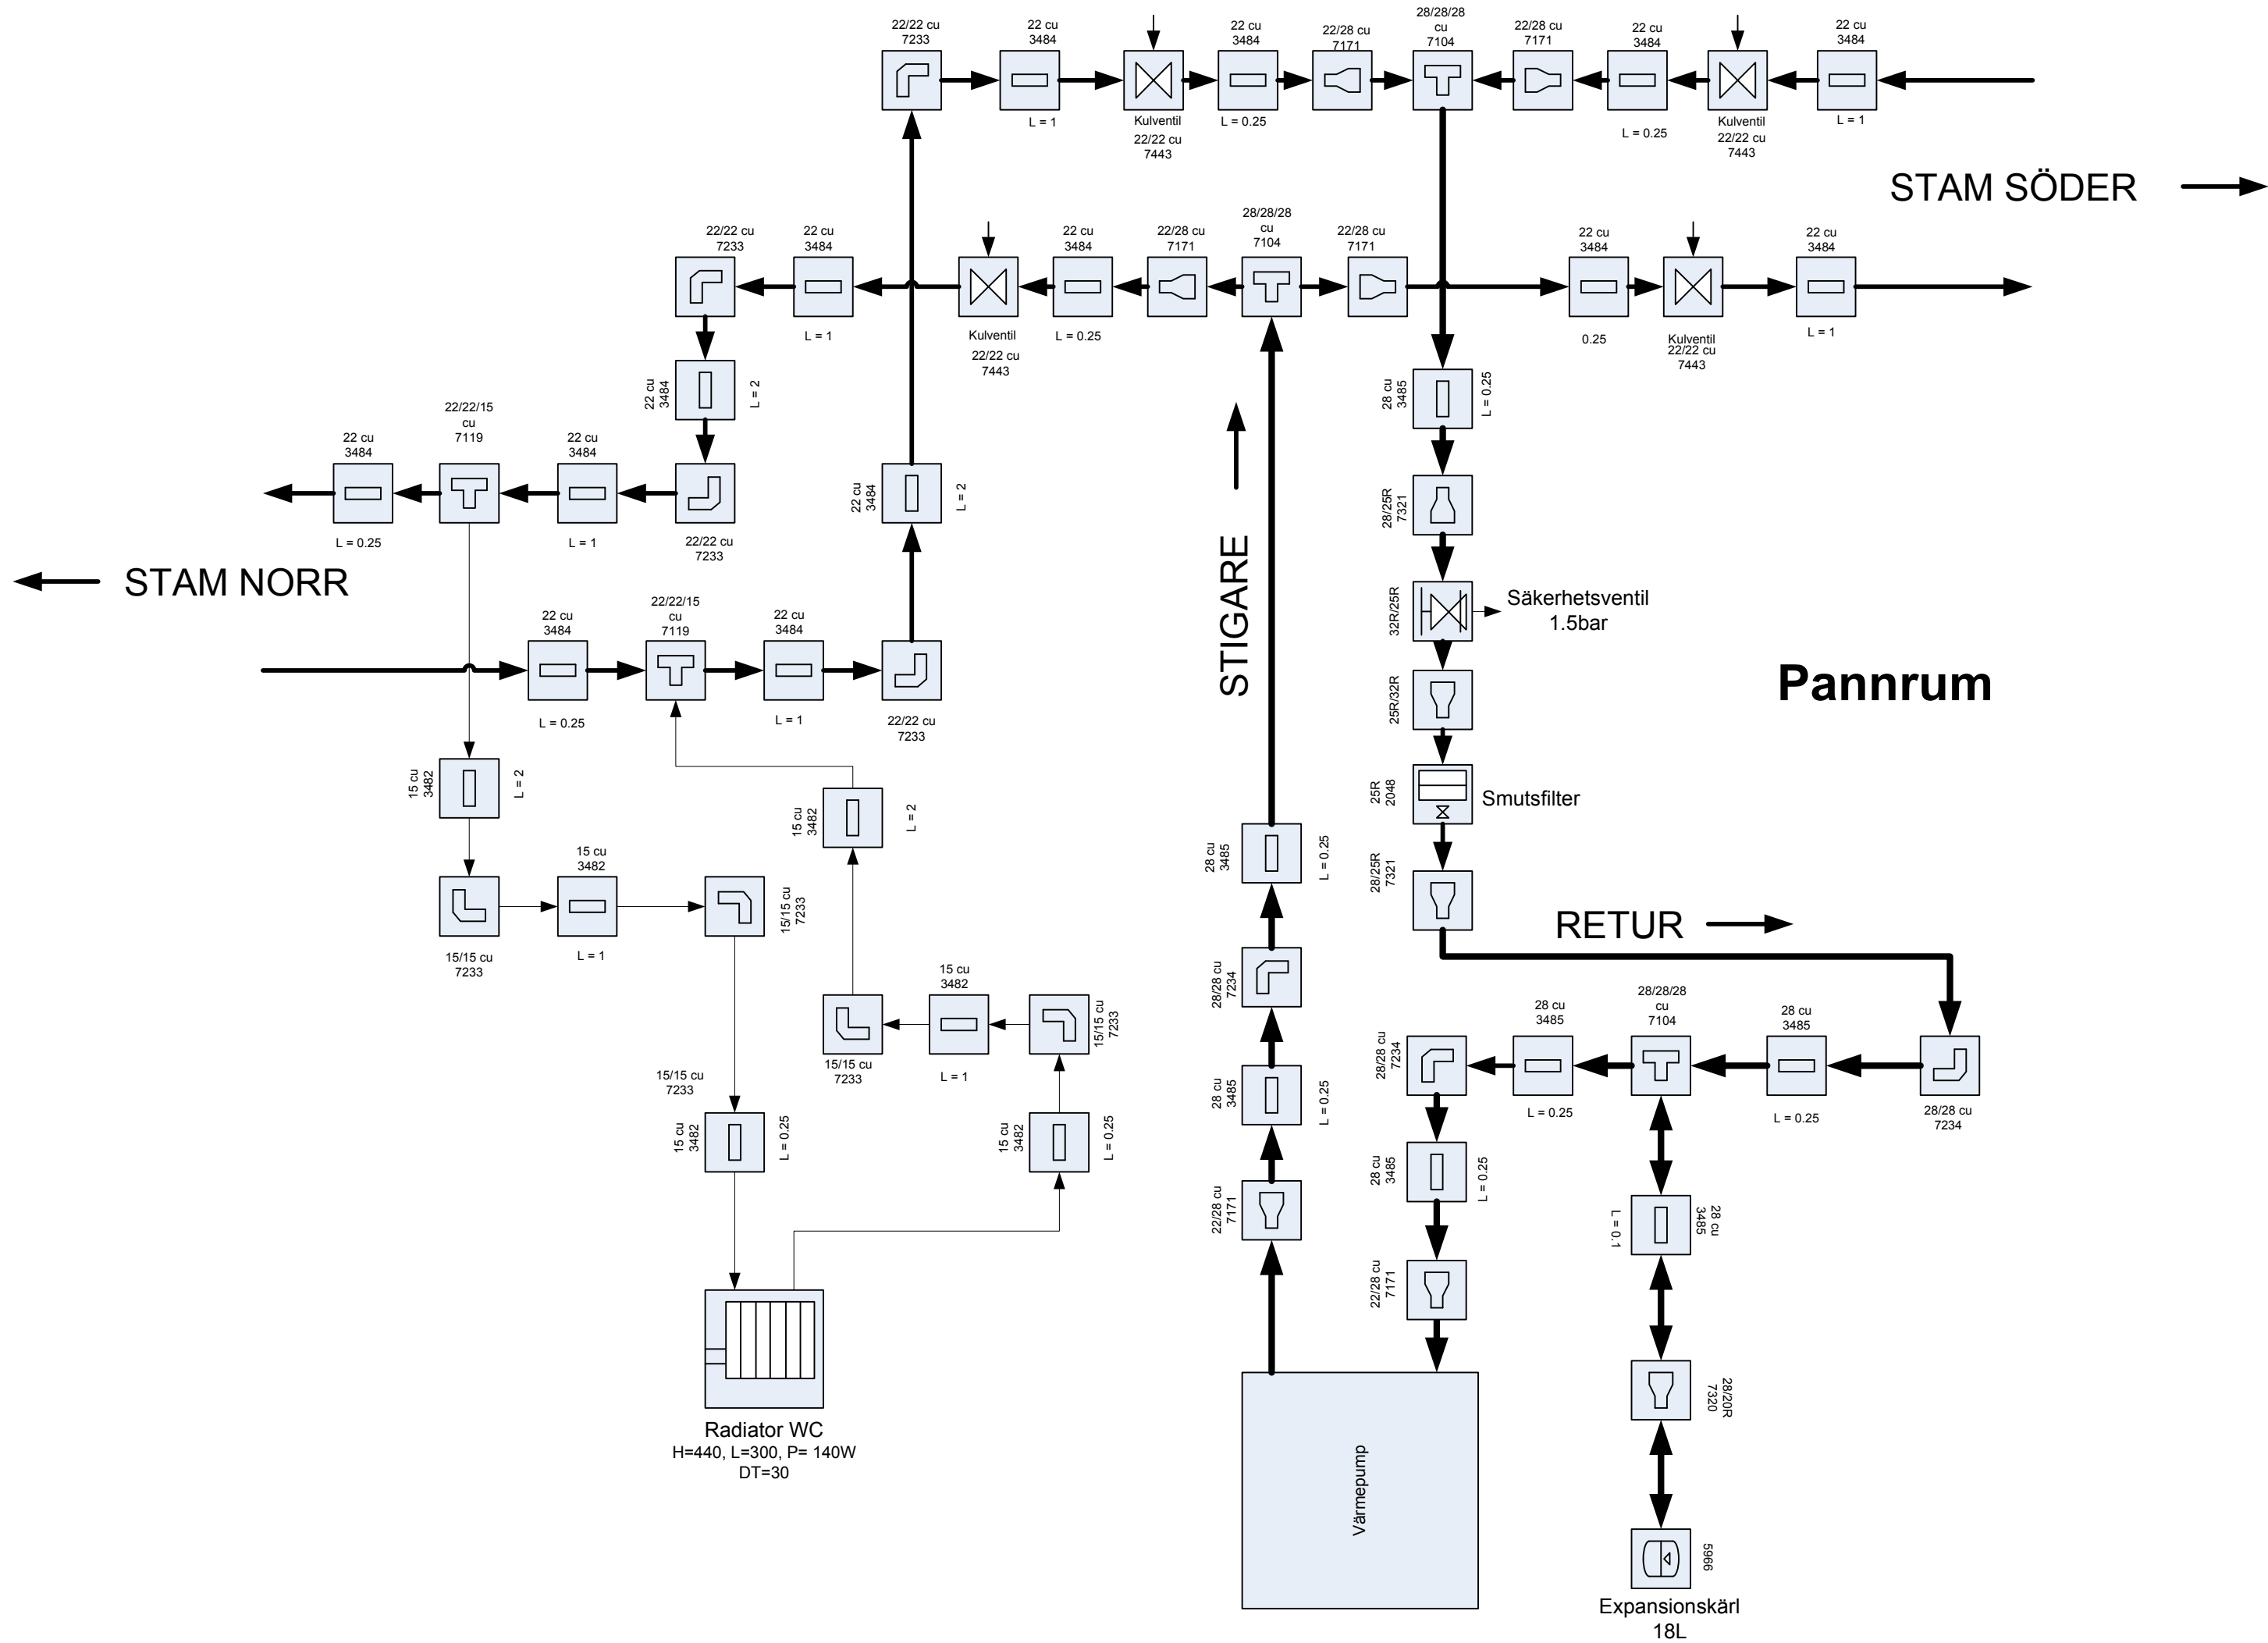 22/22 cu
7233
22 cu
3484
L = 1
Kulventil
22/22 cu
7443
22 cu
3484
L = 0.25
22/28 cu
7171
28/28/28
cu
7104
22/28 cu
7171
22 cu
3484
L = 0.25
Kulventil
22/22 cu
7443
22 cu
3484
L = 1
STAM SÖDER
22/22 cu
7233
22 cu
3484
L = 1
Kulventil
22/22 cu
7443
22 cu
3484
L = 0.25
22/28 cu
7171
28/28/28
cu
7104
22/28 cu
7171
22 cu
3484
0.25
Kulventil
22/22 cu
7443
22 cu
3484
L = 1
22 cu
3484
L = 2
28 cu
3485
L = 0.25
22 cu
3484
L = 0.25
22/22/15
cu
7119
22 cu
3484
L = 1
22/22 cu
7233
22 cu
3484
L = 2
28/25R
7321
STAM NORR
STIGARE
32R/25R
Säkerhetsventil
1.5bar
22 cu
3484
L = 0.25
22/22/15
cu
7119
22 cu
3484
L = 1
22/22 cu
7233
25R/32R
Pannrum
15 cu
3482
L = 2
15 cu
3482
L = 2
25R
2048
Smutsfilter
28 cu
3485
L = 0.25
28/25R
7321
15/15 cu
7233
15 cu
3482
L = 1
15/15 cu
7233
RETUR
28/28 cu
7234
15/15 cu
7233
15 cu
3482
L = 1
15/15 cu
7233
28/28 cu
7234
28 cu
3485
L = 0.25
28/28/28
cu
7104
28 cu
3485
L = 0.25
28/28 cu
7234
15/15 cu
7233
15 cu
3482
L = 0.25
15 cu
3482
L = 0.25
28 cu
3485
L = 0.25
28 cu
3485
L = 0.25
22/28 cu
7171
28 cu
3485
L = 0.1
22/28 cu
7171
28/20R
7320
Radiator WC
H=440, L=300, P= 140W
DT=30
Värmepump
5966
Expansionskärl
18L